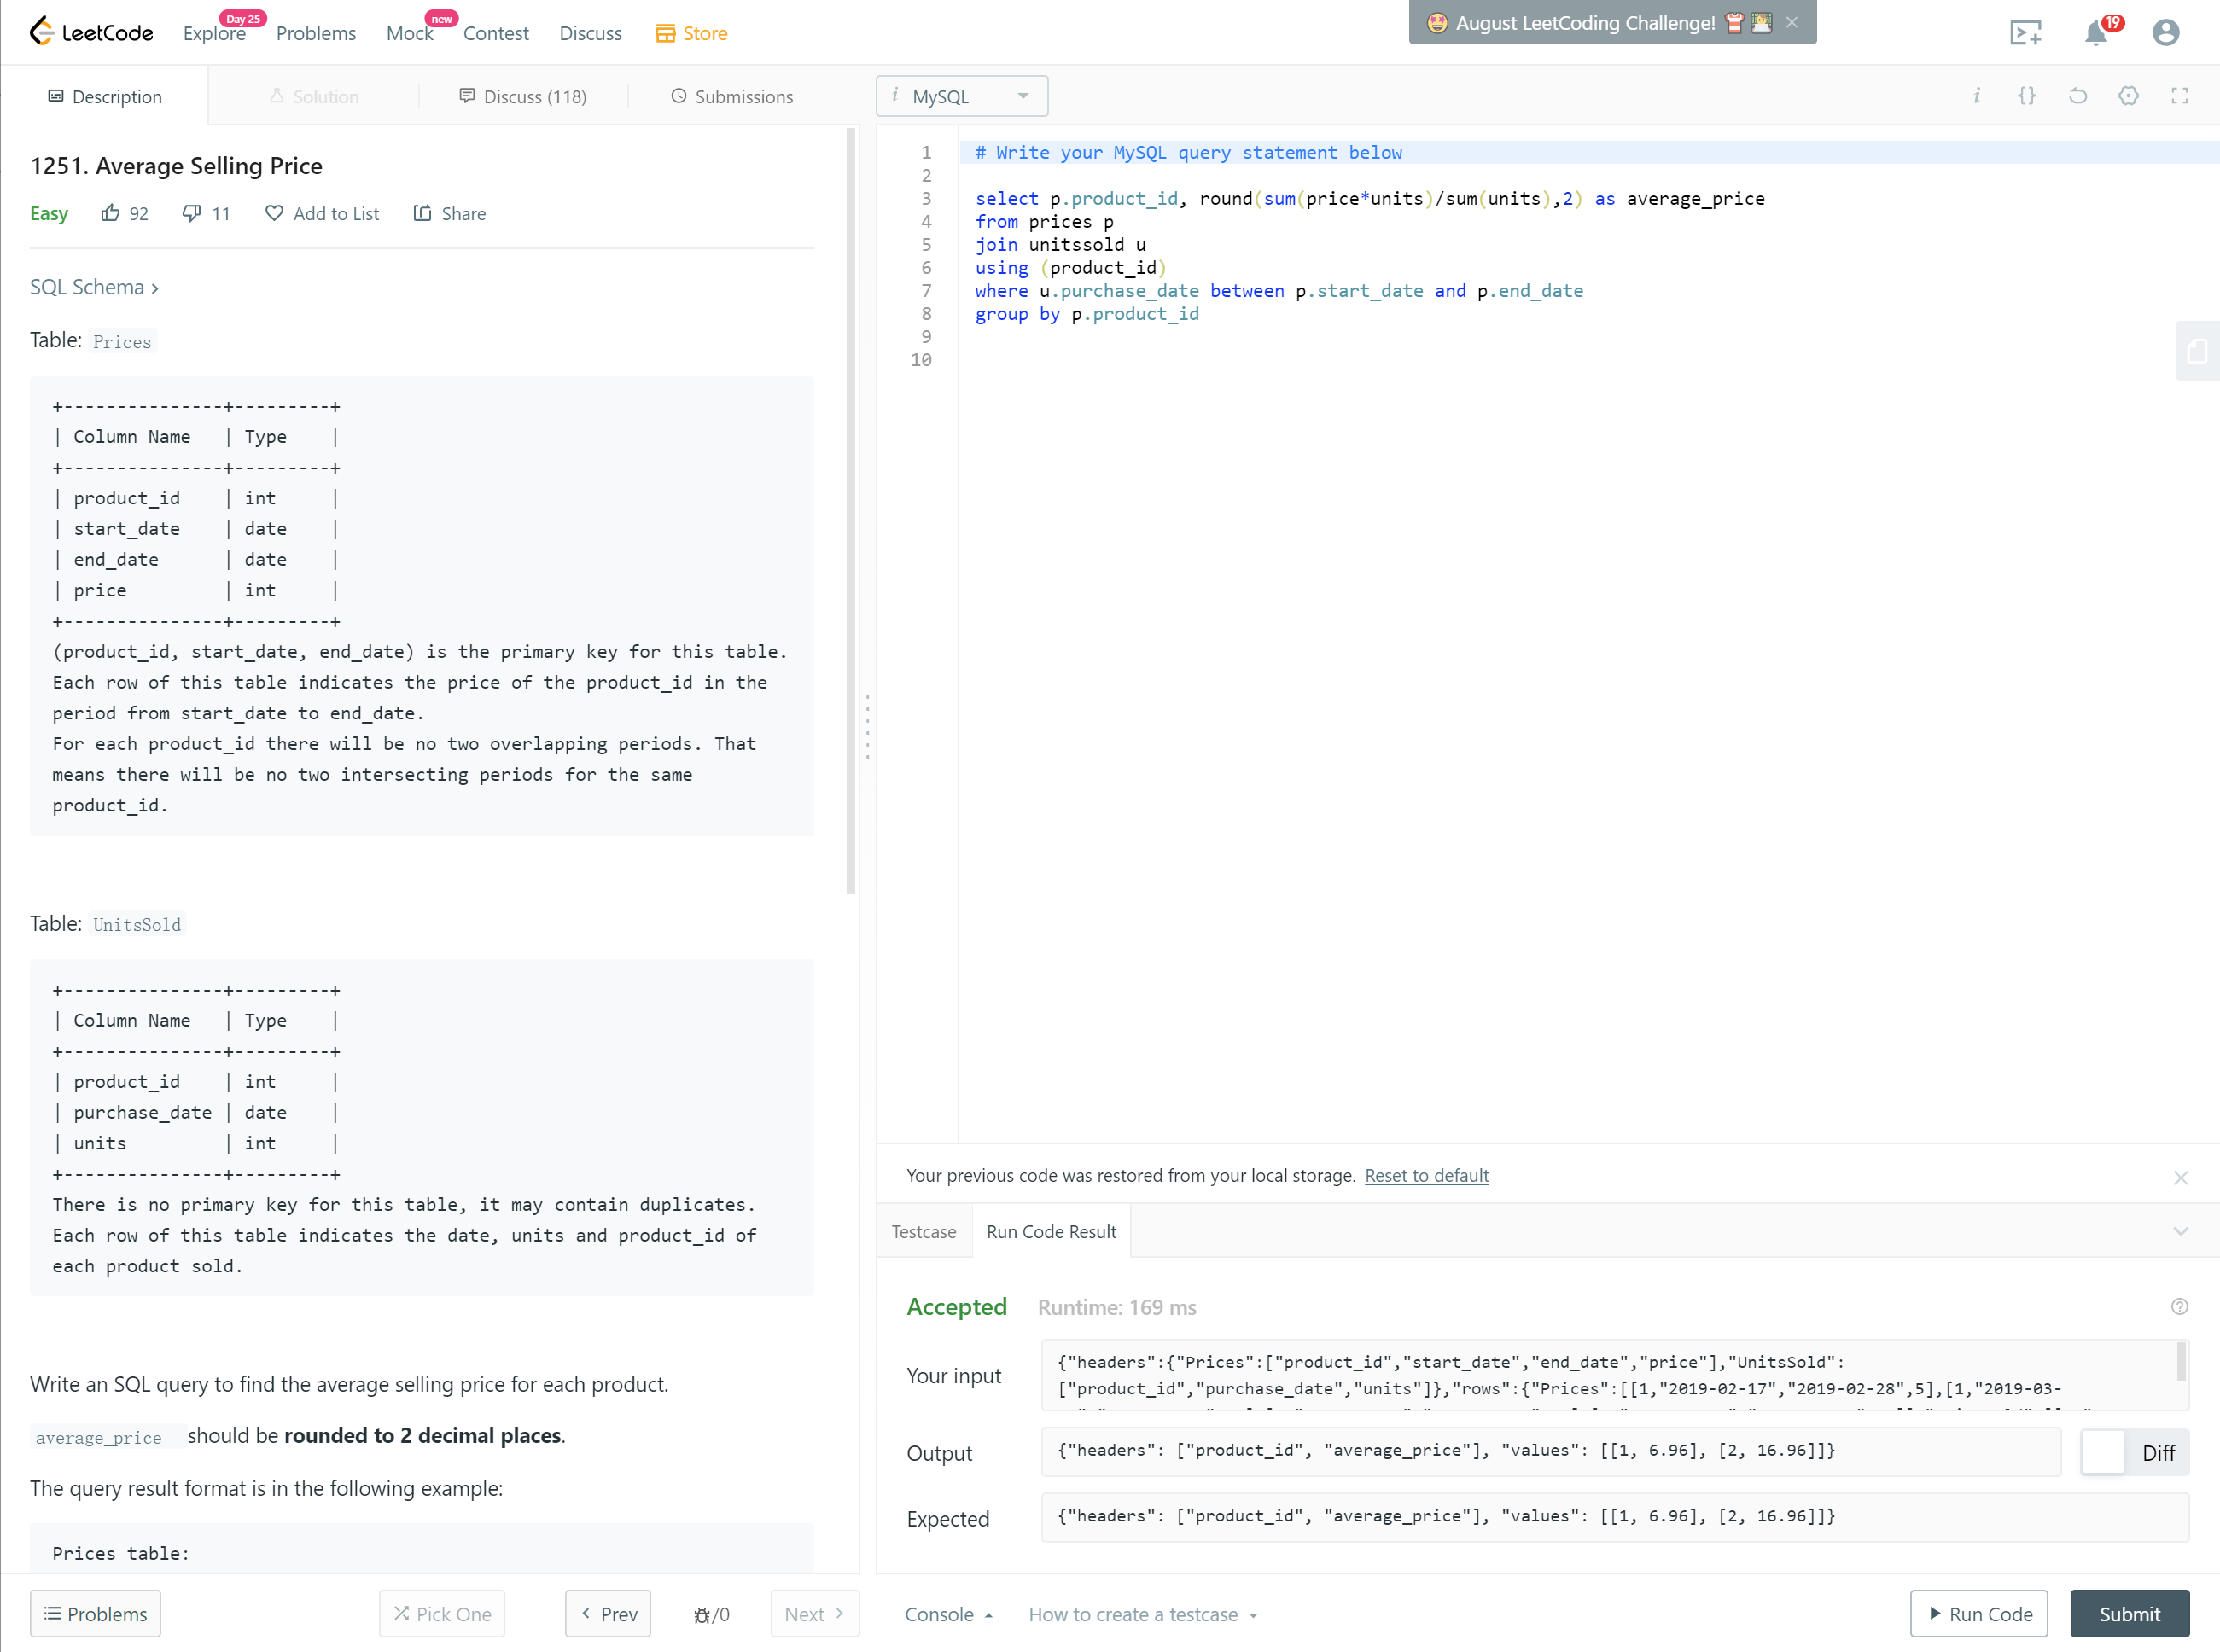 LeetCode
Explore
Day 25
Problems
Mock
new
Contest
Discuss
Store
August LeetCoding Challenge!
19
Description
Solution
Discuss (118)
Submissions
i MySQL
i {}
1251. Average Selling Price
Easy 92 11 Add to List Share
SQL Schema >
Table: Prices
+---------------+---------+
| Column Name   | Type    |
+---------------+---------+
| product_id    | int     |
| start_date    | date    |
| end_date      | date    |
| price         | int     |
+---------------+---------+
(product_id, start_date, end_date) is the primary key for this table.
Each row of this table indicates the price of the product_id in the
period from start_date to end_date.
For each product_id there will be no two overlapping periods. That
means there will be no two intersecting periods for the same
product_id.
Table: UnitsSold
+---------------+---------+
| Column Name   | Type    |
+---------------+---------+
| product_id    | int     |
| purchase_date | date    |
| units         | int     |
+---------------+---------+
There is no primary key for this table, it may contain duplicates.
Each row of this table indicates the date, units and product_id of
each product sold.
Write an SQL query to find the average selling price for each product.
average_price should be rounded to 2 decimal places.
The query result format is in the following example:
Prices table:
Problems
Pick One
< Prev
/0
Next >
1 # Write your MySQL query statement below
2
3 select p.product_id, round(sum(price*units)/sum(units),2) as average_price
4 from prices p
5 join unitssold u
6 using (product_id)
7 where u.purchase_date between p.start_date and p.end_date
8 group by p.product_id
9
10
Your previous code was restored from your local storage. Reset to default
Testcase
Run Code Result
Accepted Runtime: 169 ms
Your input
{"headers":{"Prices":["product_id","start_date","end_date","price"],"UnitsSold":
["product_id","purchase_date","units"]},"rows":{"Prices":[[1,"2019-02-17","2019-02-28",5],[1,"2019-03-
Output
{"headers": ["product_id", "average_price"], "values": [[1, 6.96], [2, 16.96]]}
Diff
Expected
{"headers": ["product_id", "average_price"], "values": [[1, 6.96], [2, 16.96]]}
Console
How to create a testcase
Run Code
Submit